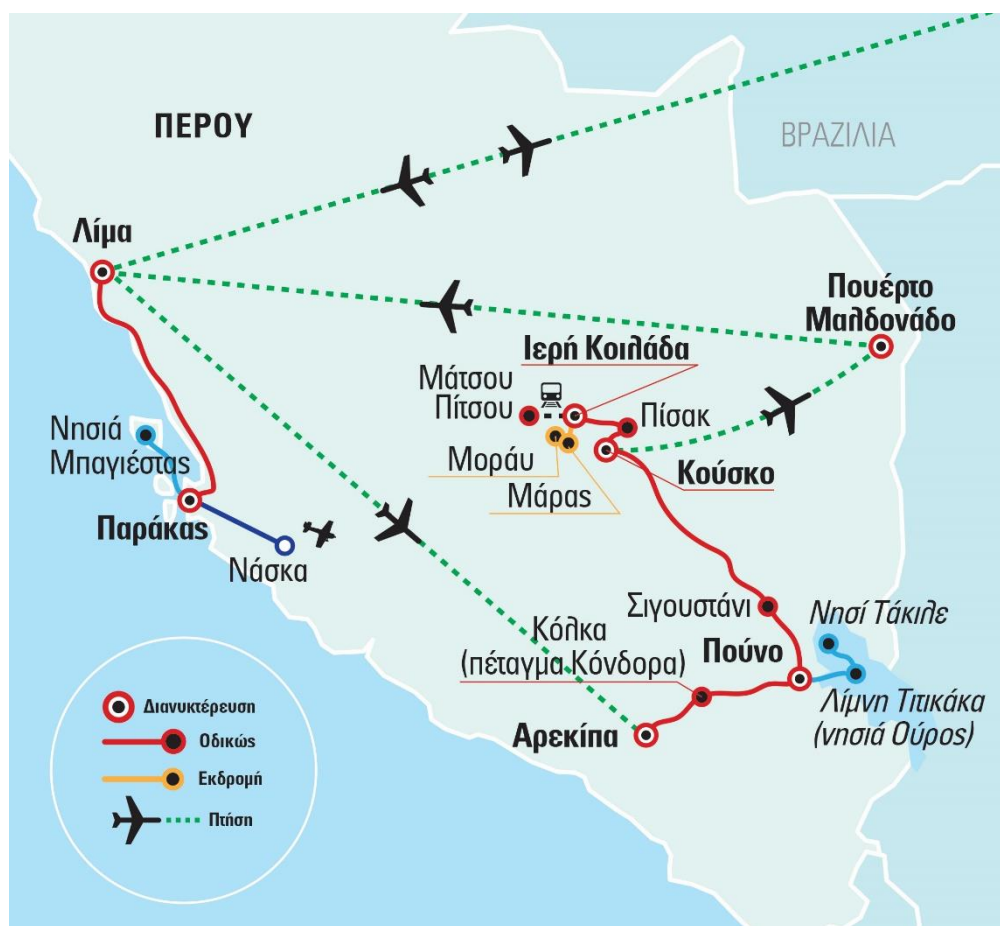 ΠΕΡΟΥ
ΒΡΑΖΙΛΙΑ
Λίμα
Πουέρτο
Μαλδονάδο
Ιερή Κοιλάδα
Μάτσου
Πίτσου
Πίσακ
Νησιά
Μπαγιέστας
Μοράυ
Κούσκο
Μάρας
Παράκας
Νάσκα
Σιγουστάνι
Νησί Τάκιλε
Κόλκα
(πέταγμα Κόνδορα)
Πούνο
Λίμνη Τιτικάκα
(νησιά Ούρος)
Αρεκίπα
Διανυκτέρευση
Οδικώς
Εκδρομή
Πτήση